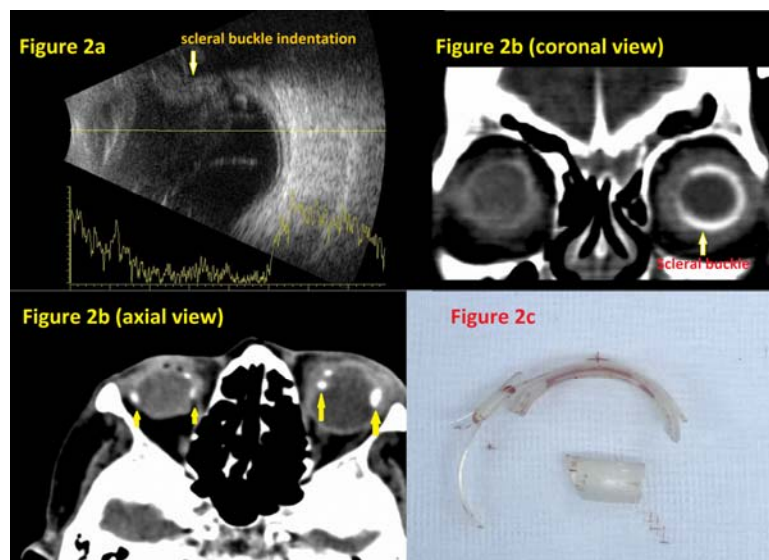 Figure 2a
scleral buckle indentation
Figure 2b (coronal view)
Scleral buckle
Figure 2b (axial view)
Figure 2c